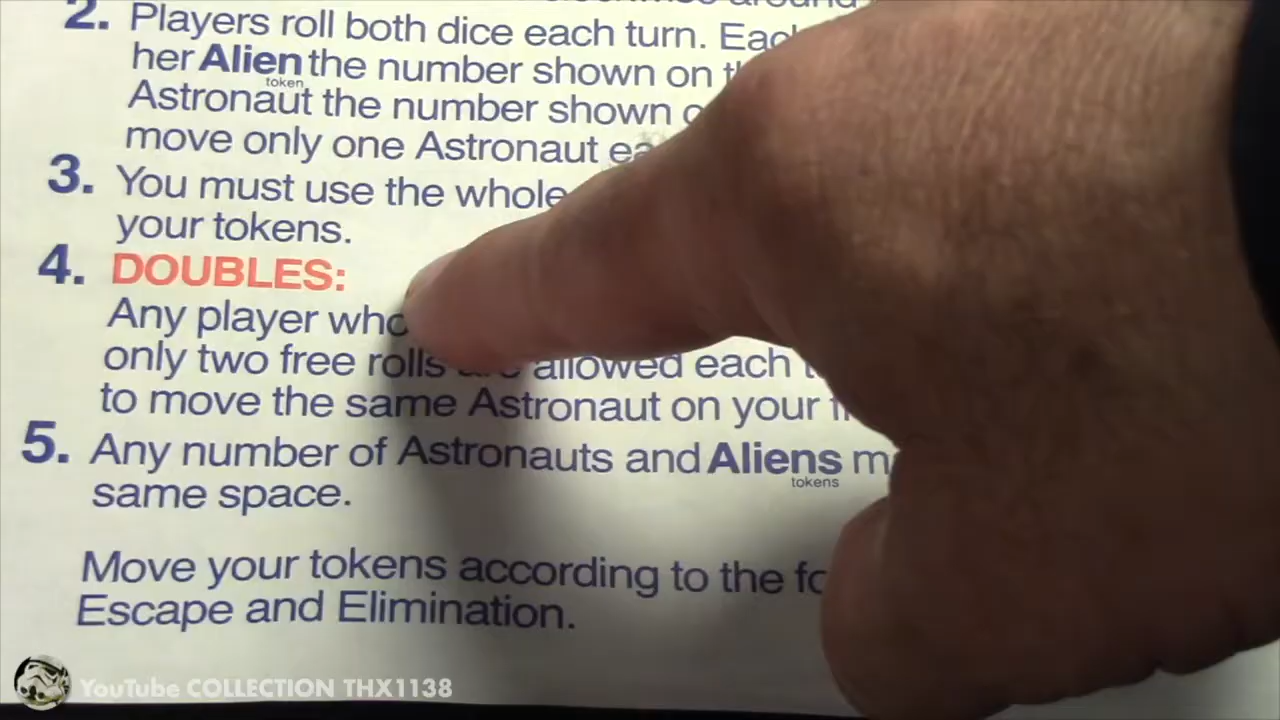 2. Players roll both dice each turn.
her Alien the number shown on
token
Astronaut the number shown
move only one Astronaut
3. You must use the whole
your tokens.
4. DOUBLES:
Any player who
only two free rolls are allowed each
to move the same Astronaut on your
5. Any number of Astronauts and Aliens
tokens
same space.
Move your tokens according to the
Escape and Elimination.
YouTube COLLECTION THX1138